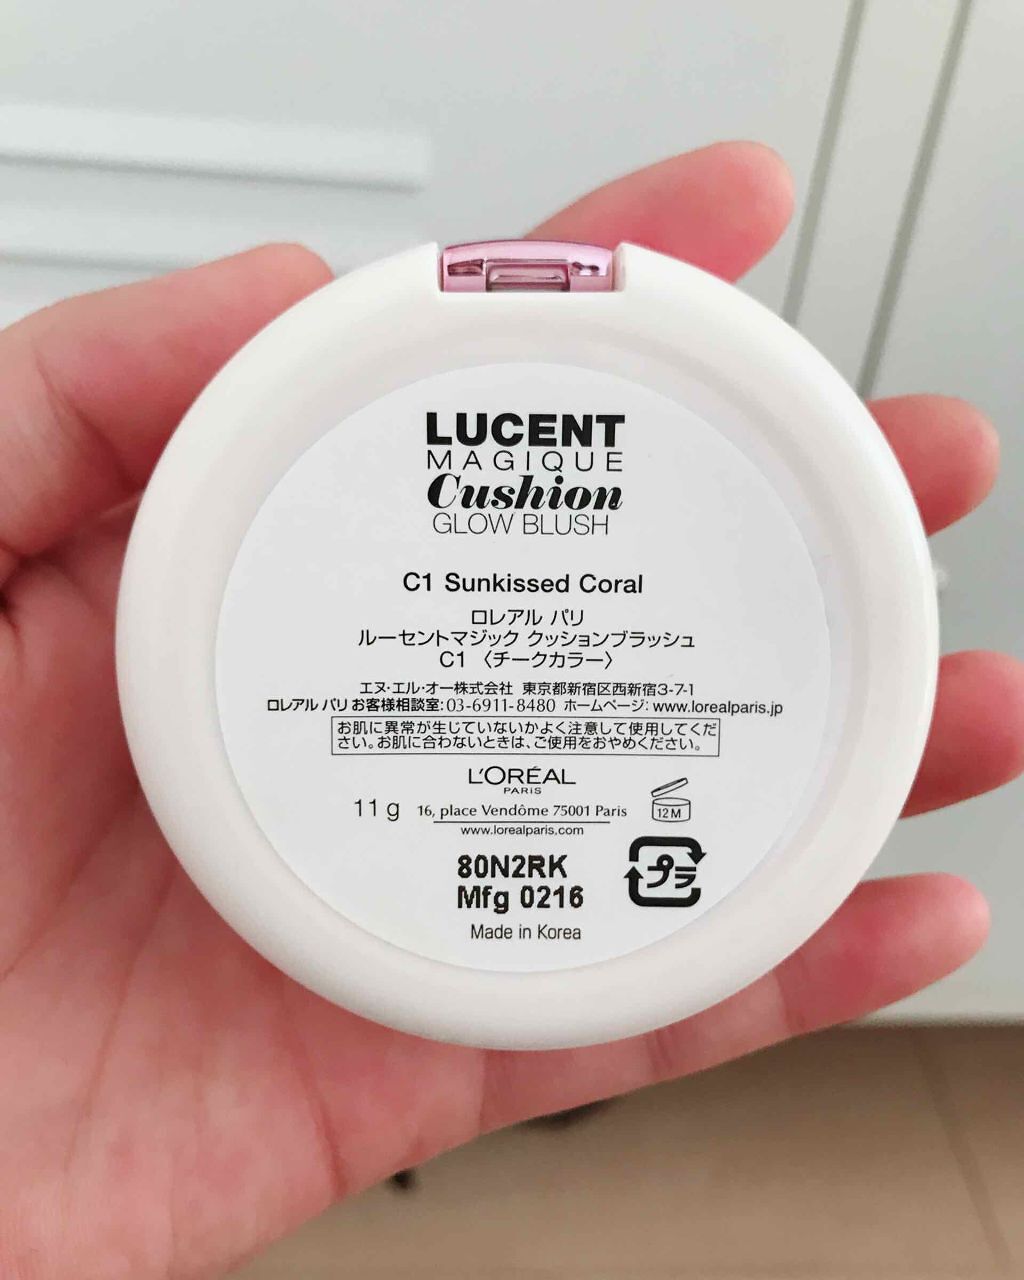 LUCENT
MAGIQUE
Cushion
GLOW BLUSH
C1 Sunkissed Coral
ロレアル パリ
ルーセントマジック クッションブラッシュ
C1 〈チークカラー〉
エヌ・エル・オー株式会社 東京都新宿区西新宿3-7-1
ロレアル パリ お客様相談室:03-6911-8480 ホームページ: www.lorealparis.jp
お肌に異常が生じていないかよく注意して使用してくだ
さい。お肌に合わないときは、ご使用をおやめください。
L'ORÉAL
PARIS
11 g 16, place Vendôme 75001 Paris 12 M
www.lorealparis.com
80N2RK
Mfg 0216
プラ
Made in Korea